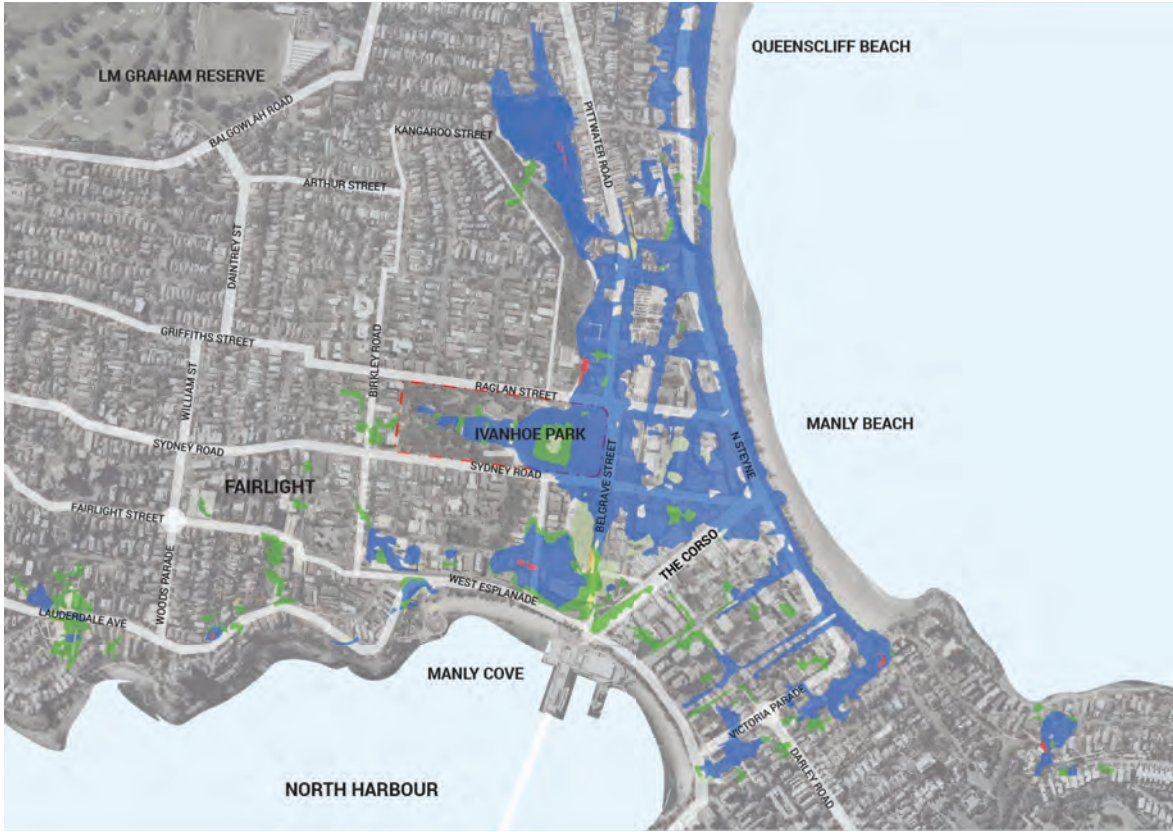 QUEENSCLIFF BEACH
LM GRAHAM RESERVE
BALGOWLAH ROAD
PITTWATER ROAD
KANGAROO STREET
ARTHUR STREET
DAINTREY ST
GRIFFITHS STREET
BIRKLEY ROAD
WILLIAM ST
RAGLAN STREET
MANLY BEACH
IVANHOE PARK
N STEYNE
SYDNEY ROAD
SYDNEY ROAD
BELGRAVE STREET
FAIRLIGHT
FAIRLIGHT STREET
THE CORSO
WEST ESPLANADE
WOODS PARADE
LAUDERDALE AVE
MANLY COVE
VICTORIA PARADE
DARLEY ROAD
NORTH HARBOUR